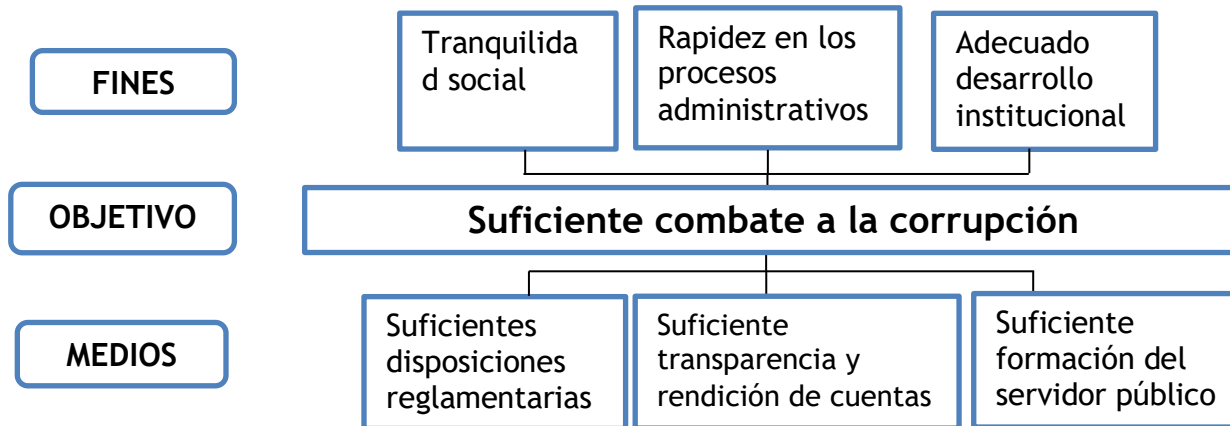 FINES
Tranquilida
d social
Rapidez en los
procesos
administrativos
Adecuado
desarrollo
institucional
OBJETIVO
Suficiente combate a la corrupción
MEDIOS
Suficientes
disposiciones
reglamentarias
Suficiente
transparencia y
rendición de cuentas
Suficiente
formación del
servidor público